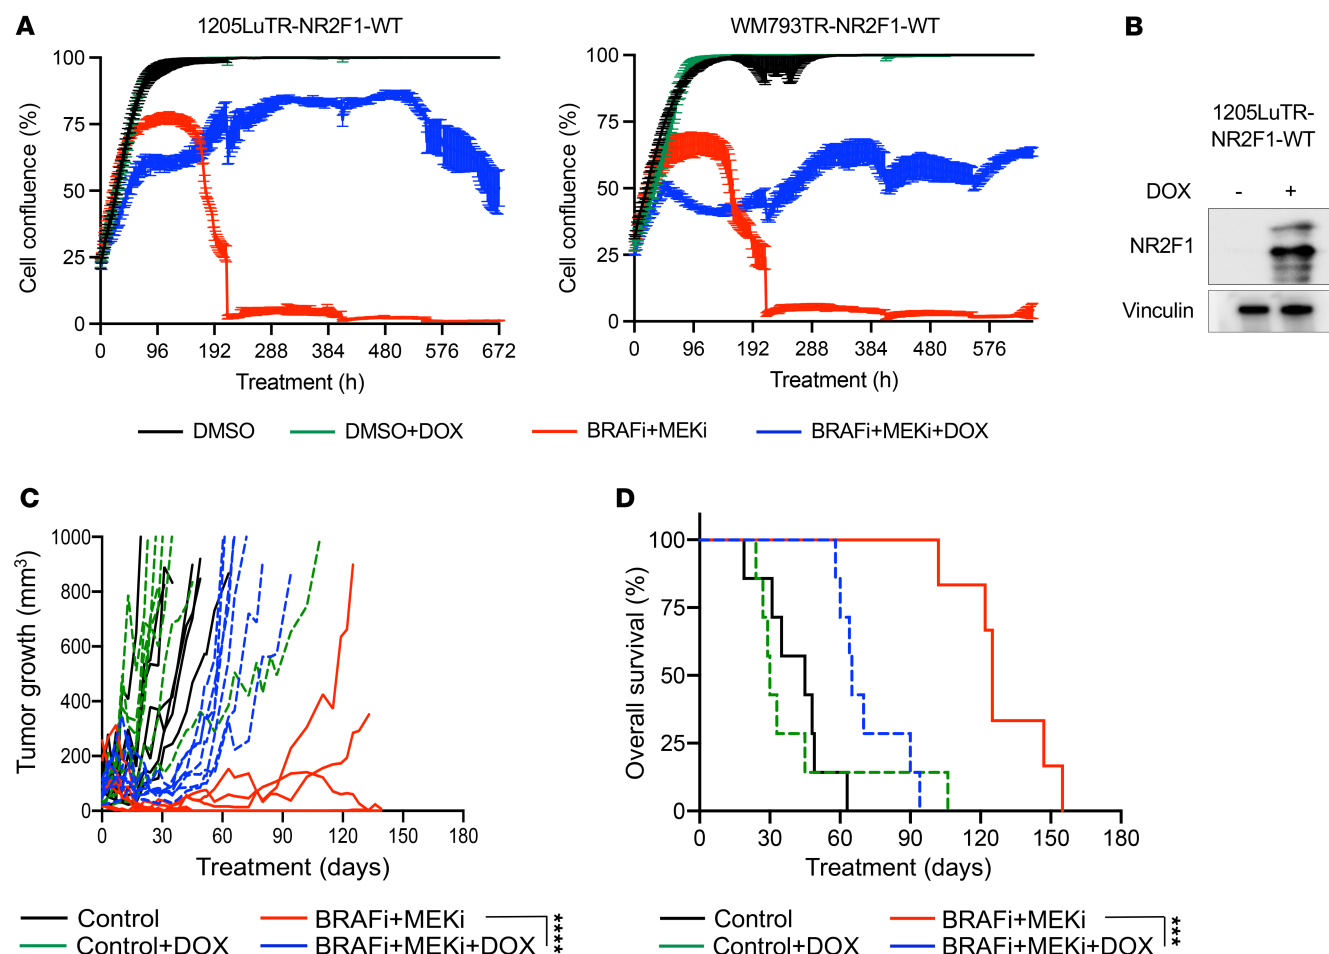 A
1205LuTR-NR2F1-WT
WM793TR-NR2F1-WT
B
100
75
50
25
0
Cell confluence (%)
0 96 192 288 384 480 576 672
Treatment (h)
100
75
50
25
0
Cell confluence (%)
0 96 192 288 384 480 576
Treatment (h)
1205LuTR-
NR2F1-WT
DOX - +
NR2F1
Vinculin
DMSO DMSO+DOX BRAFi+MEKi BRAFi+MEKi+DOX
C
1000
800
600
400
200
0
Tumor growth (mm³)
0 30 60 90 120 150 180
Treatment (days)
Control BRAFi+MEKi
Control+DOX BRAFi+MEKi+DOX
****
D
100
75
50
25
0
Overall survival (%)
0 30 60 90 120 150 180
Treatment (days)
Control BRAFi+MEKi
Control+DOX BRAFi+MEKi+DOX
***